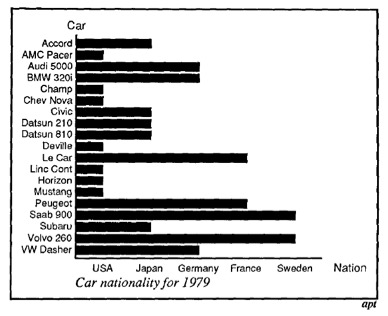 Car
Accord
AMC Pacer
Audi 5000
BMW 320i
Champ
Chev Nova
Civic
Datsun 210
Datsun 810
Deville
Le Car
Linc Cont
Horizon
Mustang
Peugeot
Saab 900
Subaru
Volvo 260
VW Dasher
USA Japan Germany France Sweden Nation
Car nationality for 1979
apt